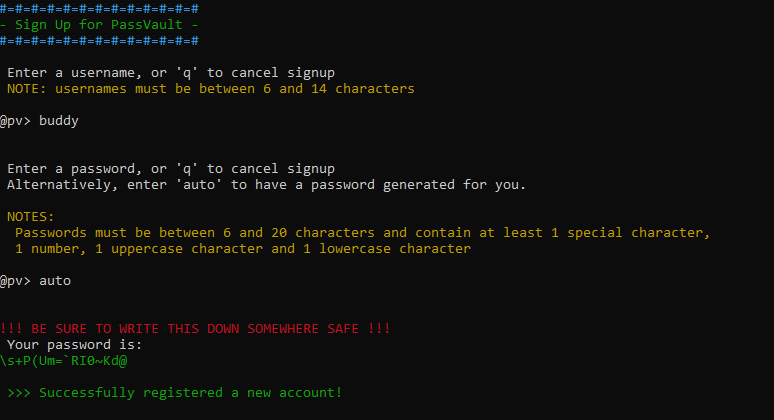 #=#=#=#=#=#=#=#=#=#=#=#=#
- Sign Up for PassVault -
#=#=#=#=#=#=#=#=#=#=#=#=#
Enter a username, or 'q' to cancel signup
NOTE: usernames must be between 6 and 14 characters
@pv> buddy
Enter a password, or 'q' to cancel signup
Alternatively, enter 'auto' to have a password generated for you.
NOTES:
Passwords must be between 6 and 20 characters and contain at least 1 special character,
1 number, 1 uppercase character and 1 lowercase character
@pv> auto
!!! BE SURE TO WRITE THIS DOWN SOMEWHERE SAFE !!!
Your password is:
\s+P(Um=`RI0~Kd@
>>> Successfully registered a new account!